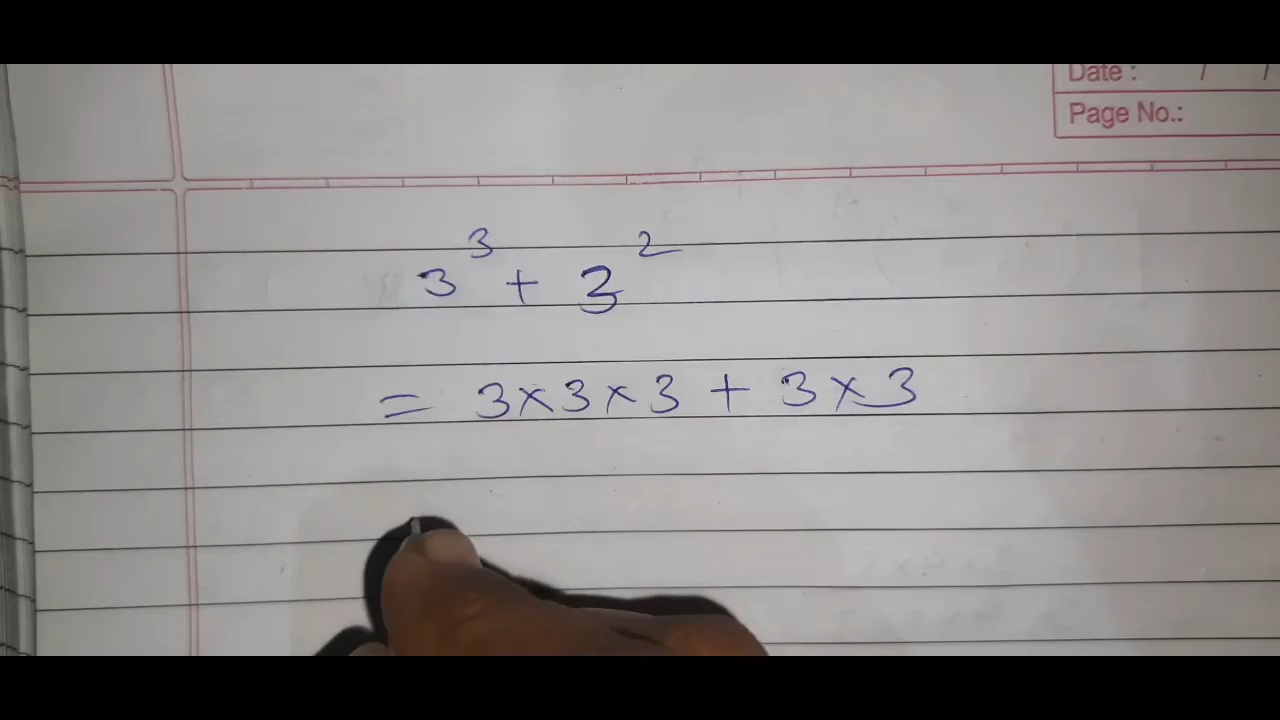 Date : / /
Page No.:
3³ + 3²
= 3×3×3 + 3×3